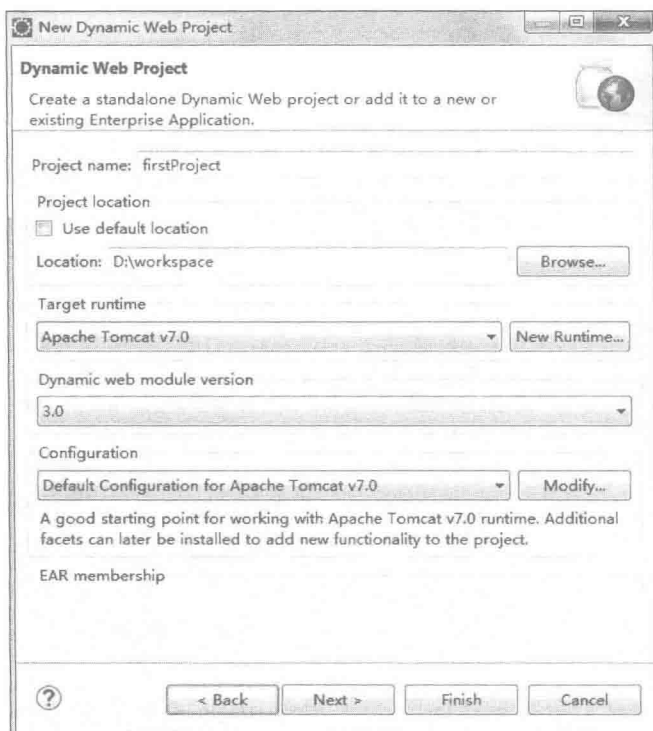 New Dynamic Web Project
Dynamic Web Project
Create a standalone Dynamic Web project or add it to a new or
existing Enterprise Application.
Project name: firstProject
Project location
Use default location
Location: D:\workspace
Browse...
Target runtime
Apache Tomcat v7.0
New Runtime...
Dynamic web module version
3.0
Configuration
Default Configuration for Apache Tomcat v7.0
Modify...
A good starting point for working with Apache Tomcat v7.0 runtime. Additional
facets can later be installed to add new functionality to the project.
EAR membership
?
< Back
Next >
Finish
Cancel